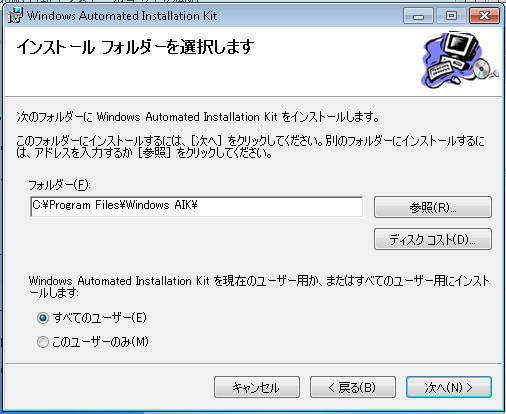 Windows Automated Installation Kit
インストール フォルダーを選択します
次のフォルダーに Windows Automated Installation Kit をインストールします。
このフォルダーにインストールするには、[次へ] をクリックしてください。別のフォルダーにインストールするに
は、アドレスを入力するか [参照] をクリックしてください。
フォルダー(F):
C:¥Program Files¥Windows AIK¥
参照(R)...
ディスク コスト(D)...
Windows Automated Installation Kit を現在のユーザー用か、またはすべてのユーザー用にインスト
ールします:
すべてのユーザー(E)
このユーザーのみ(M)
キャンセル
< 戻る(B)
次へ(N) >